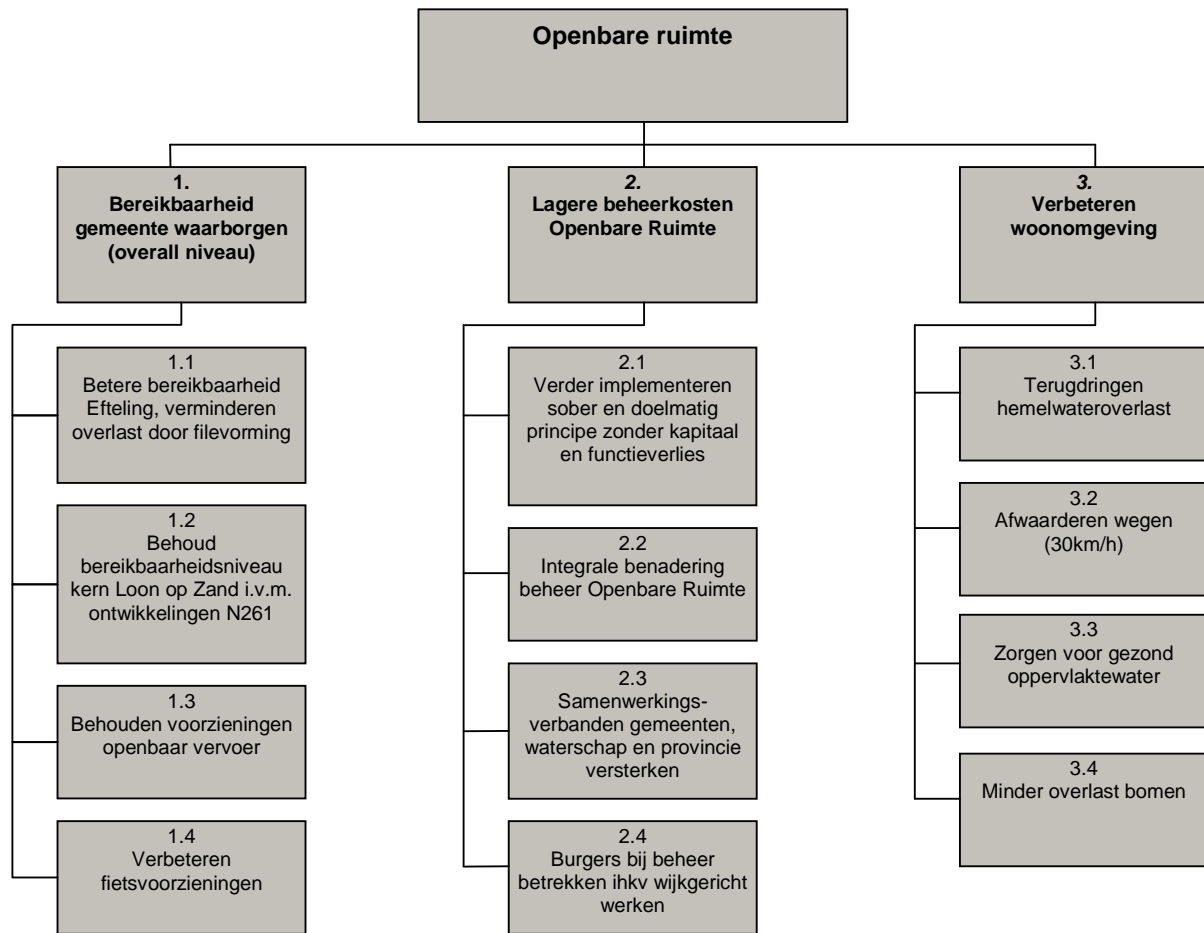 Openbare ruimte
1.
Bereikbaarheid
gemeente waarborgen
(overall niveau)
1.1
Betere bereikbaarheid
Efteling, verminderen
overlast door filevorming
1.2
Behoud
bereikbaarheidsniveau
kern Loon op Zand i.v.m.
ontwikkelingen N261
1.3
Behouden voorzieningen
openbaar vervoer
1.4
Verbeteren
fietsvoorzieningen
2.
Lagere beheerkosten
Openbare Ruimte
2.1
Verder implementeren
sober en doelmatig
principe zonder kapitaal
en functieverlies
2.2
Integrale benadering
beheer Openbare Ruimte
2.3
Samenwerkings-
verbanden gemeenten,
waterschap en provincie
versterken
2.4
Burgers bij beheer
betrekken ihkv wijkgericht
werken
3.
Verbeteren
woonomgeving
3.1
Terugdringen
hemelwateroverlast
3.2
Afwaarderen wegen
(30km/h)
3.3
Zorgen voor gezond
oppervlaktewater
3.4
Minder overlast bomen